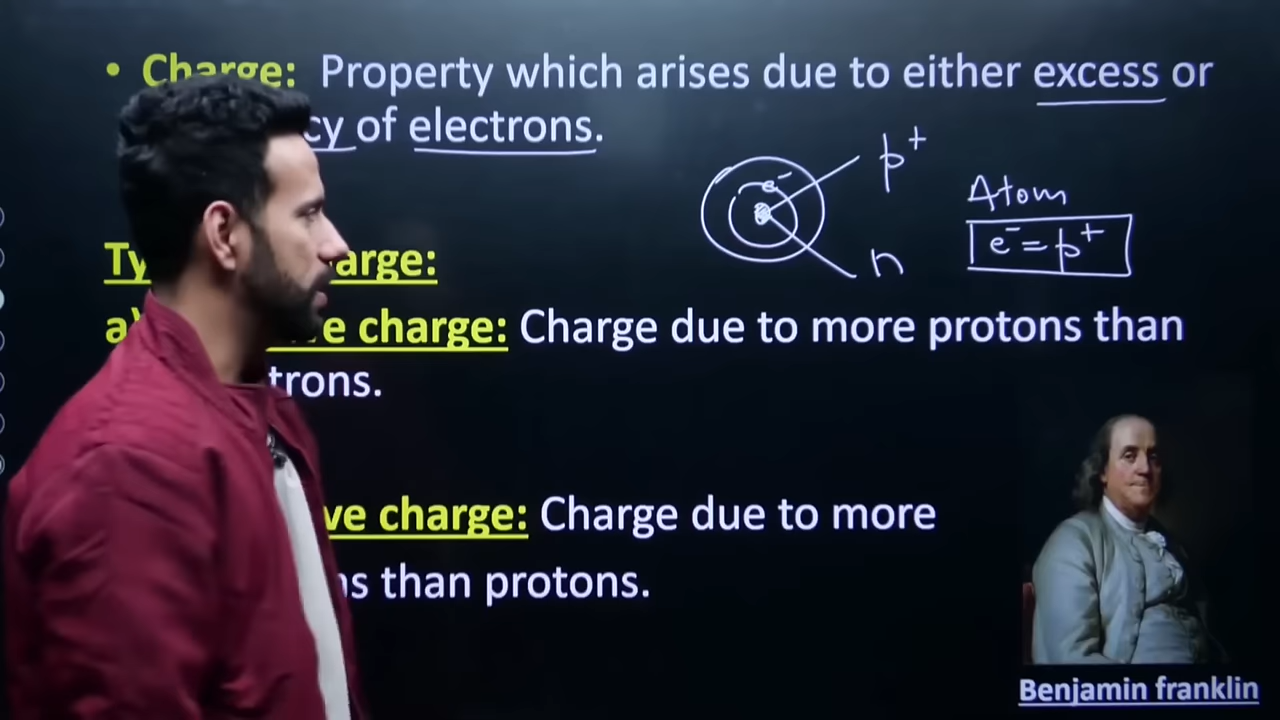 • Charge: Property which arises due to either excess or
cy of electrons.
p+
Atom
e- e- = p+
n
Ty arge:
a) ve charge: Charge due to more protons than
trons.
ve charge: Charge due to more
ns than protons.
Benjamin franklin